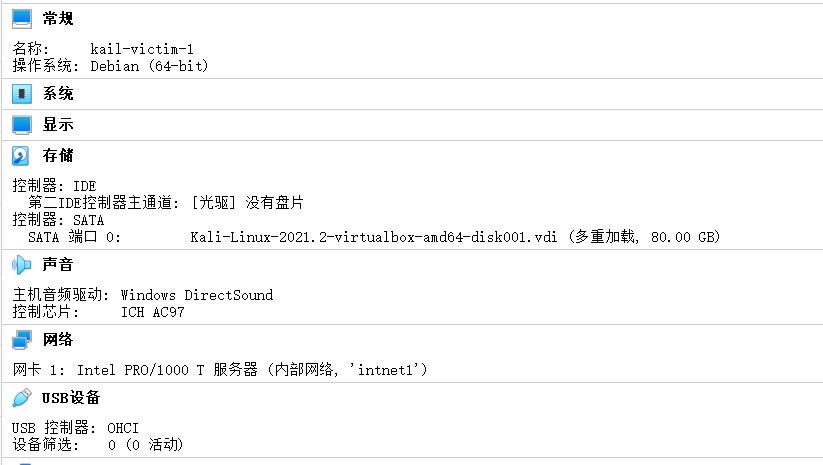 常规
名称: kail-victim-1
操作系统: Debian (64-bit)
系统
显示
存储
控制器: IDE
第二IDE控制器主通道: [光驱] 没有盘片
控制器: SATA
SATA 端口 0: Kali-Linux-2021.2-virtualbox-amd64-disk001.vdi (多重加载, 80.00 GB)
声音
主机音频驱动: Windows DirectSound
控制芯片: ICH AC97
网络
网卡 1: Intel PRO/1000 T 服务器 (内部网络, 'intnet1')
USB设备
USB 控制器: OHCI
设备筛选: 0 (0 活动)